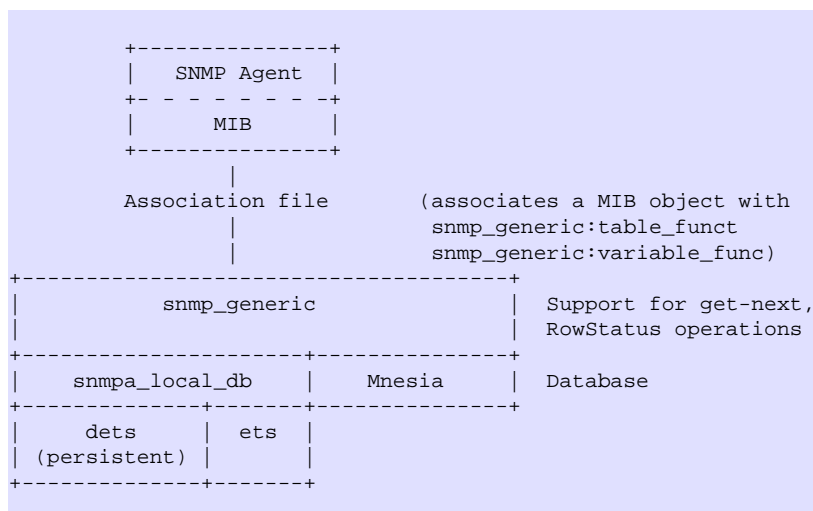 SNMP Agent
MIB
Association file (associates a MIB object with
snmp_generic:table_funct
snmp_generic:variable_func)
snmp_generic Support for get-next,
RowStatus operations
snmpa_local_db Mnesia Database
dets ets
(persistent)